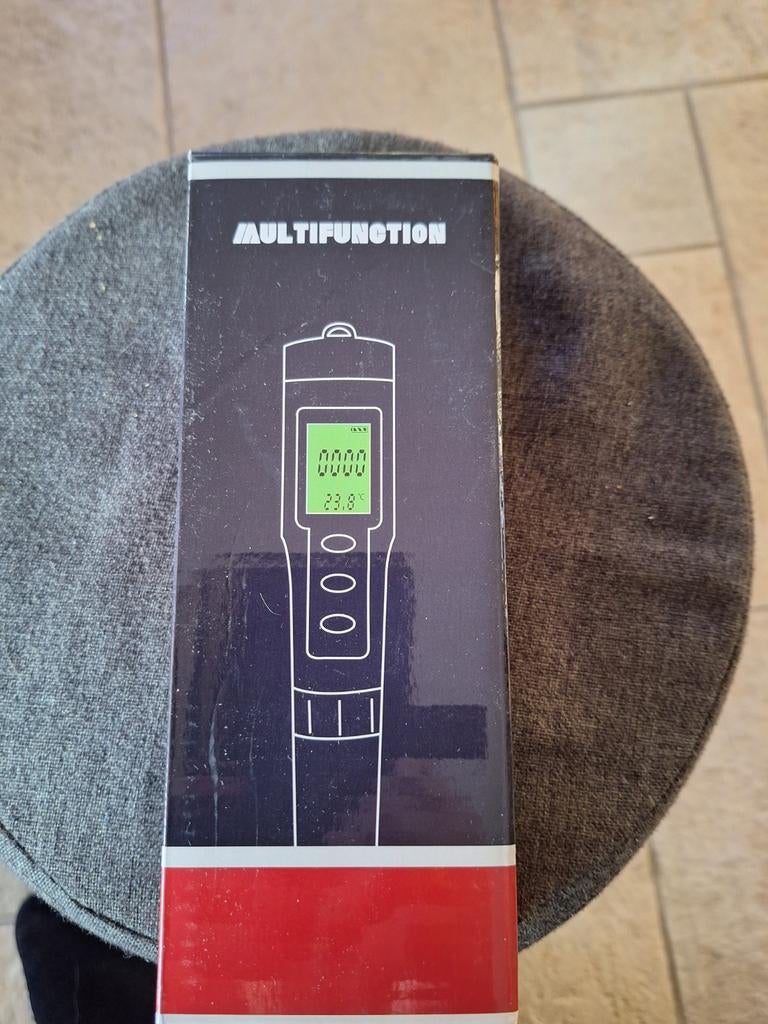 MULTIFUNCTION
0000
23.8°C